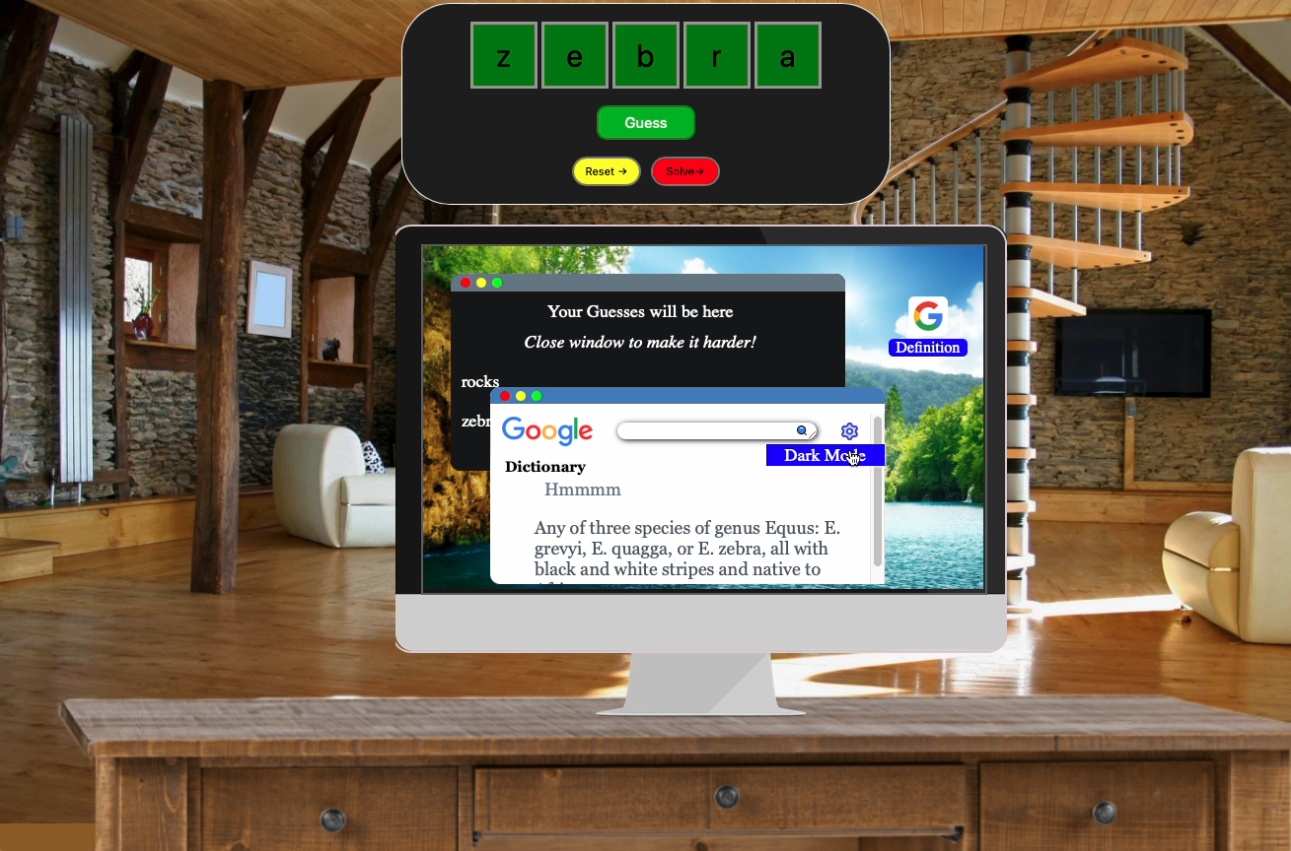 z e b r a
Guess
Reset →
Solve→
Your Guesses will be here
Close window to make it harder!
rocks
zebr
Definition
Google
Dark Mode
Dictionary
Hmmmm
Any of three species of genus Equus: E.
grevyi, E. quagga, or E. zebra, all with
black and white stripes and native to